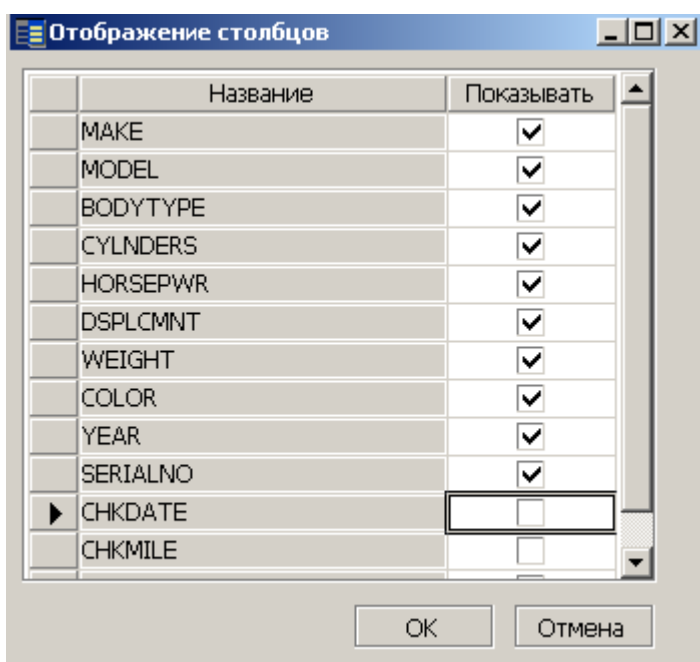 Отображение столбцов
Название Показывать
MAKE
MODEL
BODYTYPE
CYLNDERS
HORSEPWR
DSPLCMNT
WEIGHT
COLOR
YEAR
SERIALNO
CHKDATE
CHKMILE
OK Отмена